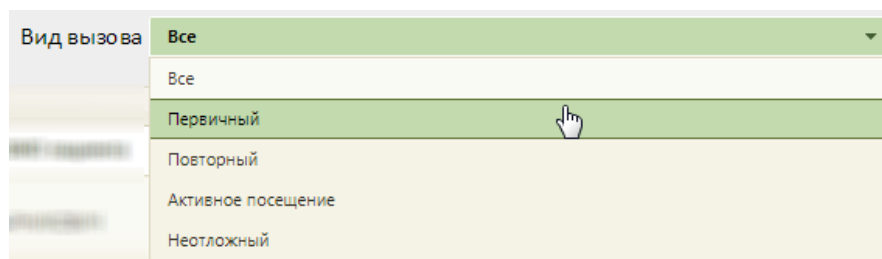 Вид вызова Все
Все
Первичный
Повторный
Активное посещение
Неотложный